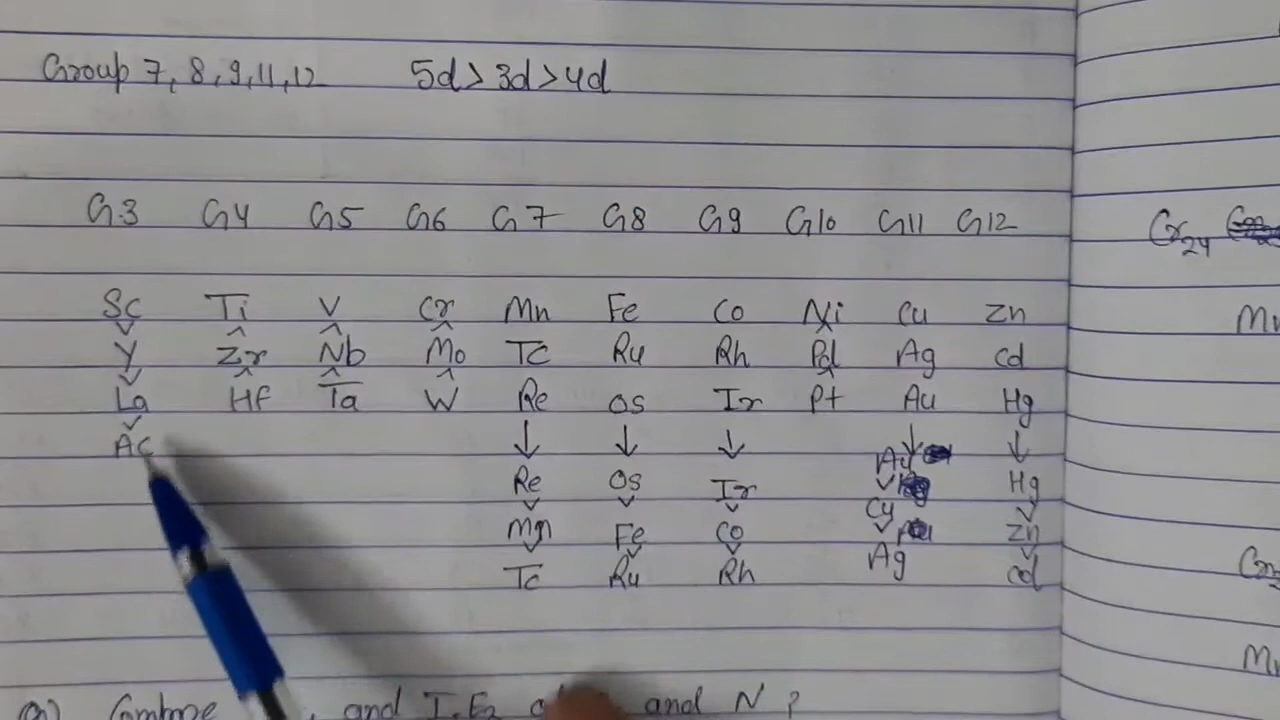 Group 7, 8, 9, 11, 12 5d > 3d > 4d
G3 G4 G5 G6 G7 G8 G9 G10 G11 G12
Cr24
Sc Ti V Cr Mn Fe Co Ni Cu Zn
> ^ ^ ^
Y Zr Nb Mo Tc Ru Rh Pd Ag Cd
> ^ ^ ^
La Hf Ta W Re Os Ir Pt Au Hg
> ↓ ↓ ↓ ↓ ↓
Ac
Au
Re Os Ir Hg
Cu
Mn Fe Co Zn
Ag
Tc Ru Rh Cd
and I.E2 and N ?